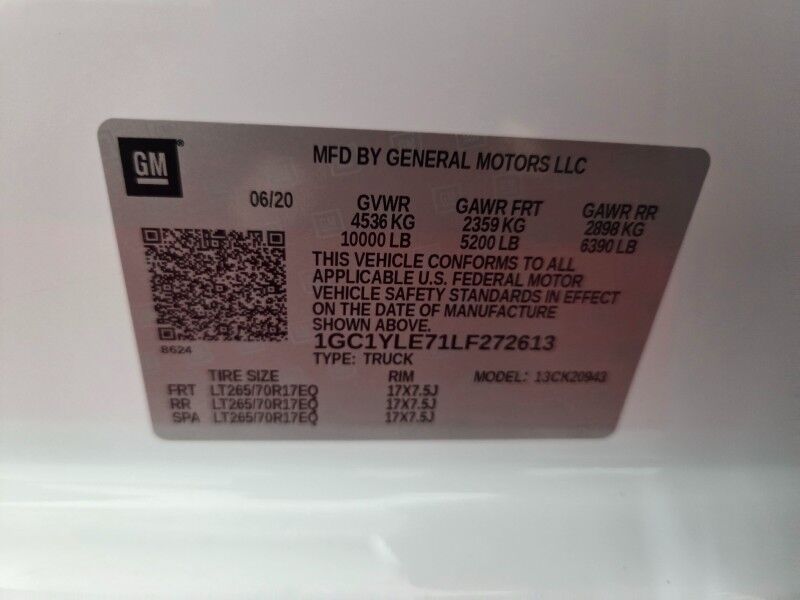 GM
MFD BY GENERAL MOTORS LLC
06/20 GVWR GAWR FRT GAWR RR
4536 KG 2359 KG 2898 KG
10000 LB 5200 LB 6390 LB
THIS VEHICLE CONFORMS TO ALL
APPLICABLE U.S. FEDERAL MOTOR
VEHICLE SAFETY STANDARDS IN EFFECT
ON THE DATE OF MANUFACTURE
SHOWN ABOVE.
1GC1YLE71LF272613
8624 TYPE: TRUCK
TIRE SIZE RIM MODEL: 13CK20943
FRT LT265/70R17EQ 17X7.5J
RR LT265/70R17EQ 17X7.5J
SPA LT265/70R17EQ 17X7.5J